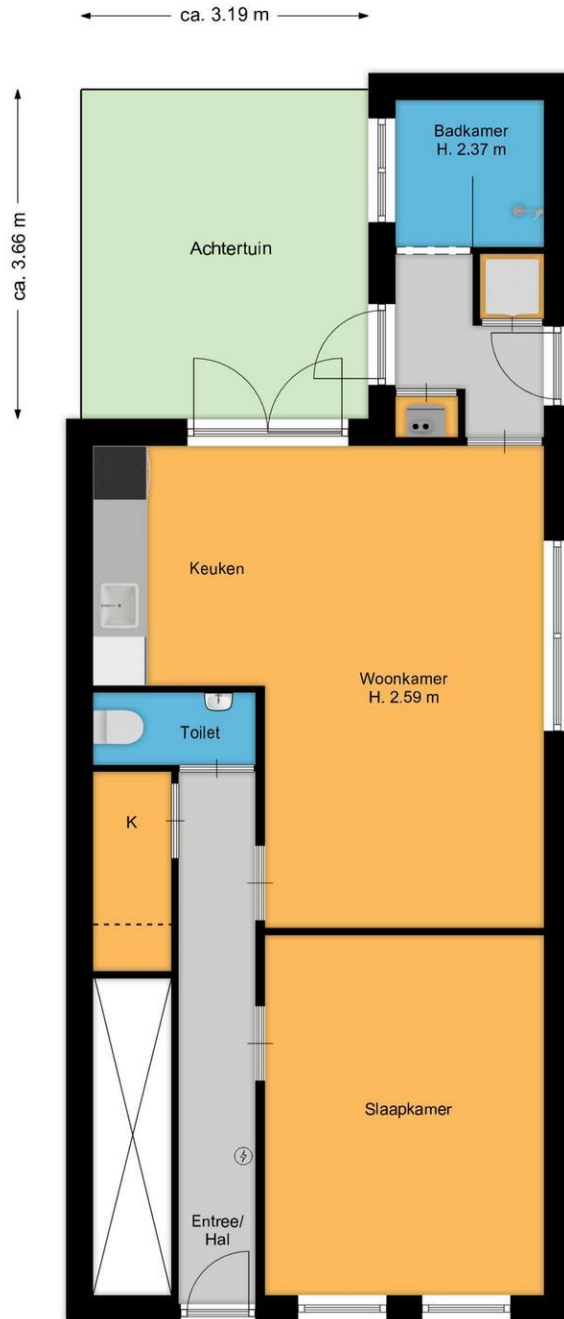 ca. 3.19 m
ca. 3.66 m
Badkamer
H. 2.37 m
Achtertuin
Keuken
Woonkamer
H. 2.59 m
Toilet
K
Slaapkamer
Entree/
Hal